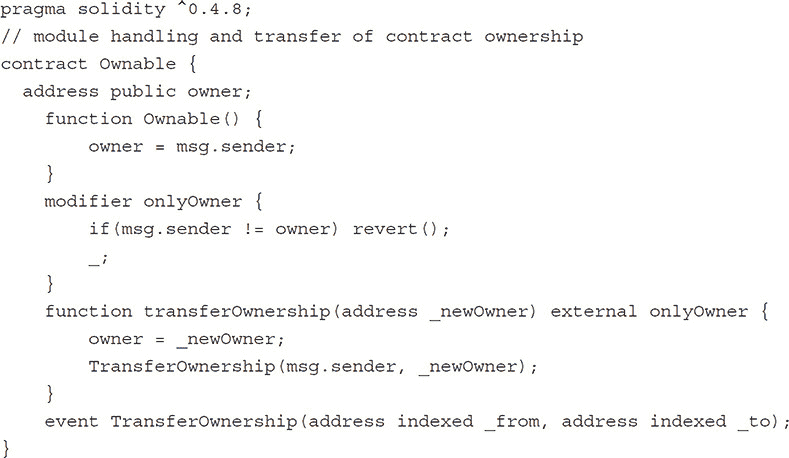 pragma solidity ^0.4.8;
// module handling and transfer of contract ownership
contract Ownable {
  address public owner;
    function Ownable() {
        owner = msg.sender;
    }
    modifier onlyOwner {
        if(msg.sender != owner) revert();
        _;
    }
    function transferOwnership(address _newOwner) external onlyOwner {
        owner = _newOwner;
        TransferOwnership(msg.sender, _newOwner);
    }
    event TransferOwnership(address indexed _from, address indexed _to);
}